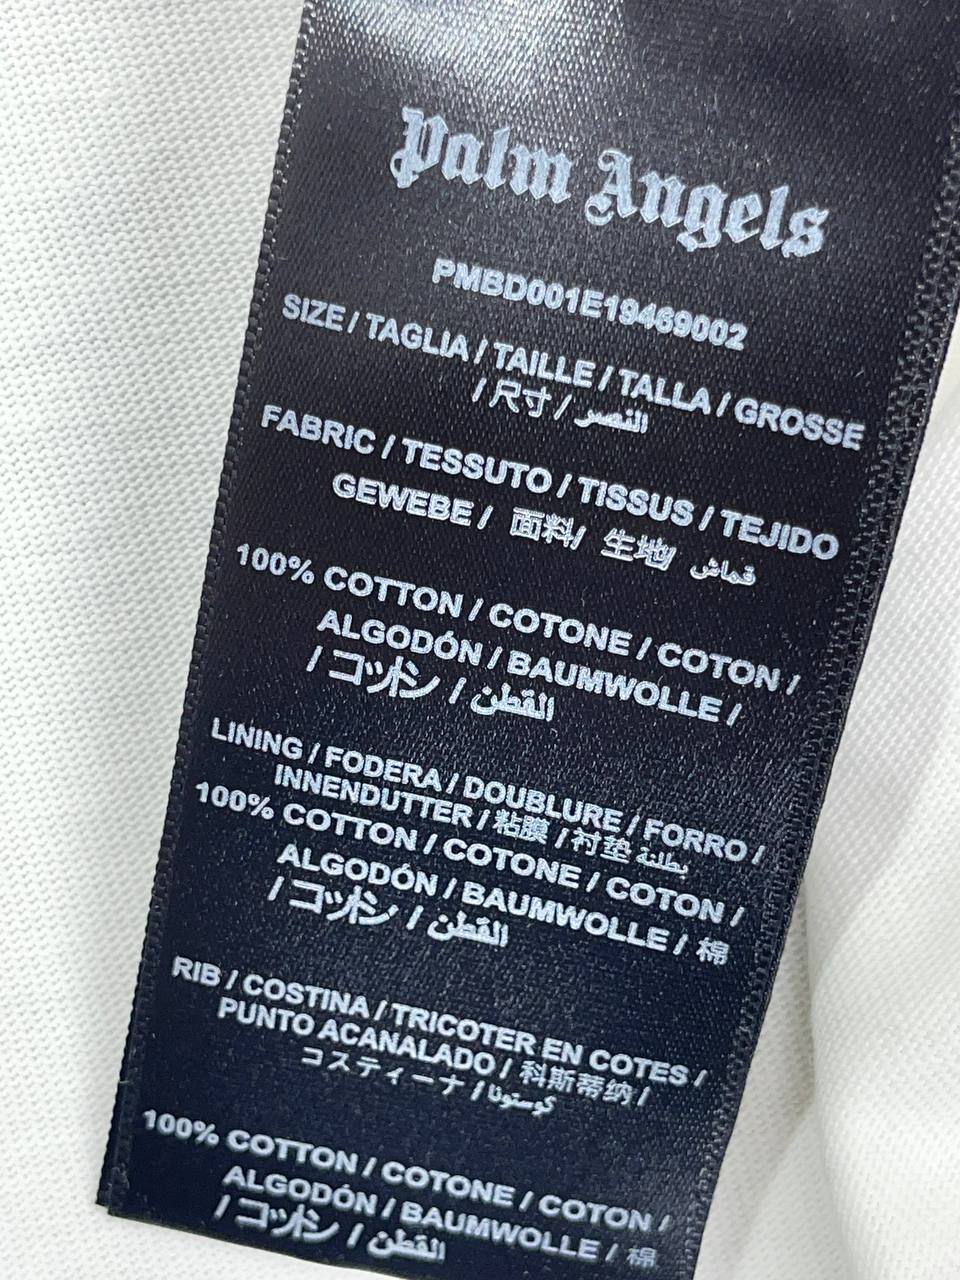 Palm Angels
PMBD001E19469002
SIZE / TAGLIA / TAILLE / TALLA / GROSSE
/ 尺寸 / النصر
FABRIC / TESSUTO / TISSUS / TEJIDO
GEWEBE / 面料/ 生地/ قماش
100% COTTON / COTONE / COTON /
ALGODÓN / BAUMWOLLE /
/ コットン / القطن
LINING / FODERA / DOUBLURE / FORRO /
INNENDUTTER / 粘膜 / 衬垫 بطانة
100% COTTON / COTONE / COTON /
ALGODÓN / BAUMWOLLE / 棉
/ コットン / القطن
RIB / COSTINA / TRICOTER EN COTES /
PUNTO ACANALADO / 科斯蒂纳/
コスティーナ / كوستونا
100% COTTON / COTONE / COTON /
ALGODÓN / BAUMWOLLE / 棉
/ コットン / القطن